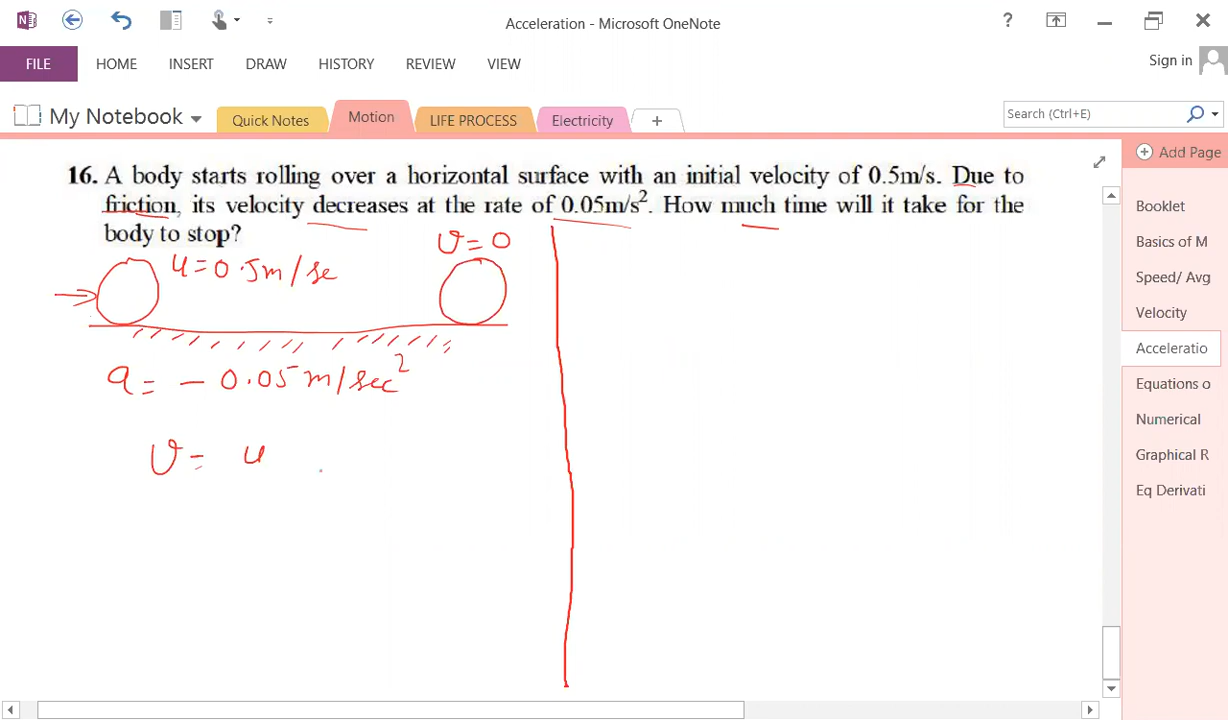 Acceleration - Microsoft OneNote
?
FILE HOME INSERT DRAW HISTORY REVIEW VIEW
Sign in
My Notebook Quick Notes Motion LIFE PROCESS Electricity +
Search (Ctrl+E)
Add Page
16. A body starts rolling over a horizontal surface with an initial velocity of 0.5m/s. Due to
friction, its velocity decreases at the rate of 0.05m/s². How much time will it take for the
body to stop?
u=0.5m/se
v=0
a= - 0.05m/sec²
v= u
Booklet
Basics of M
Speed/ Avg
Velocity
Acceleratio
Equations o
Numerical
Graphical R
Eq Derivati